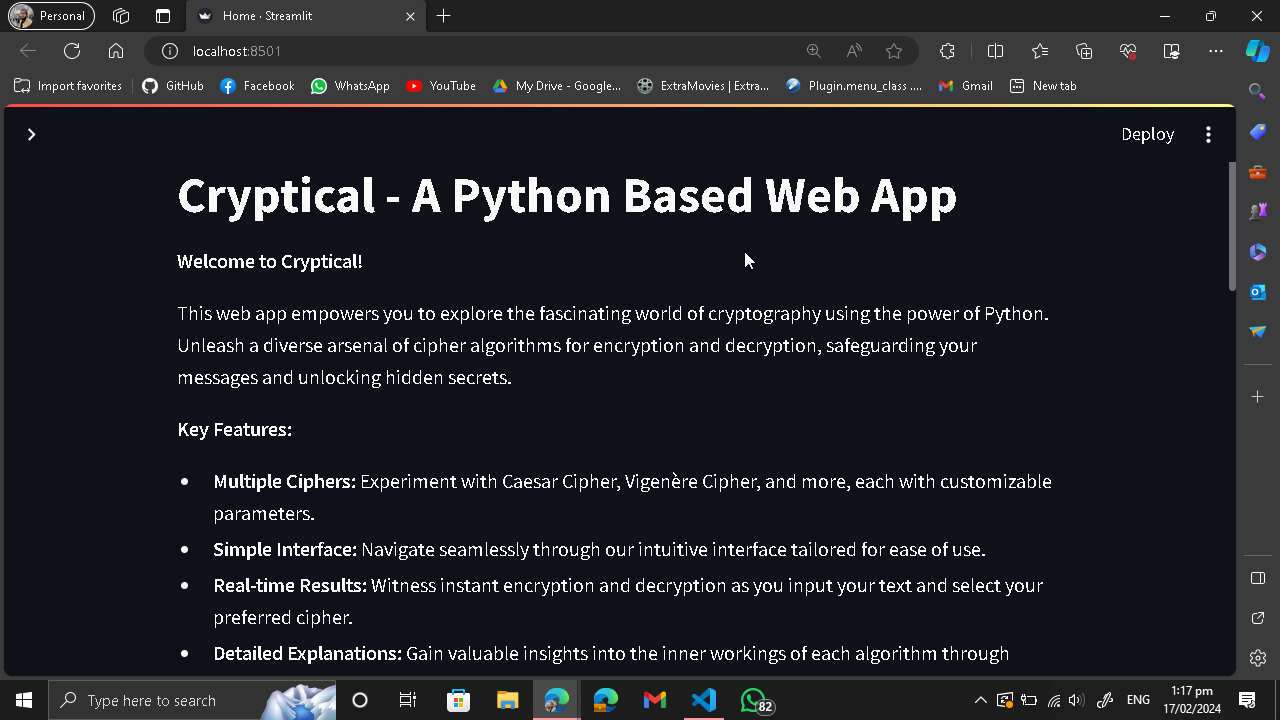 Personal
Home · Streamlit
localhost:8501
Import favorites
GitHub
Facebook
WhatsApp
YouTube
My Drive - Google...
ExtraMovies | Extra...
Plugin.menu_class ....
Gmail
New tab
Deploy
Cryptical - A Python Based Web App
Welcome to Cryptical!
This web app empowers you to explore the fascinating world of cryptography using the power of Python.
Unleash a diverse arsenal of cipher algorithms for encryption and decryption, safeguarding your
messages and unlocking hidden secrets.
Key Features:
Multiple Ciphers: Experiment with Caesar Cipher, Vigenère Cipher, and more, each with customizable
parameters.
Simple Interface: Navigate seamlessly through our intuitive interface tailored for ease of use.
Real-time Results: Witness instant encryption and decryption as you input your text and select your
preferred cipher.
Detailed Explanations: Gain valuable insights into the inner workings of each algorithm through
Type here to search
82
ENG
1:17 pm
17/02/2024